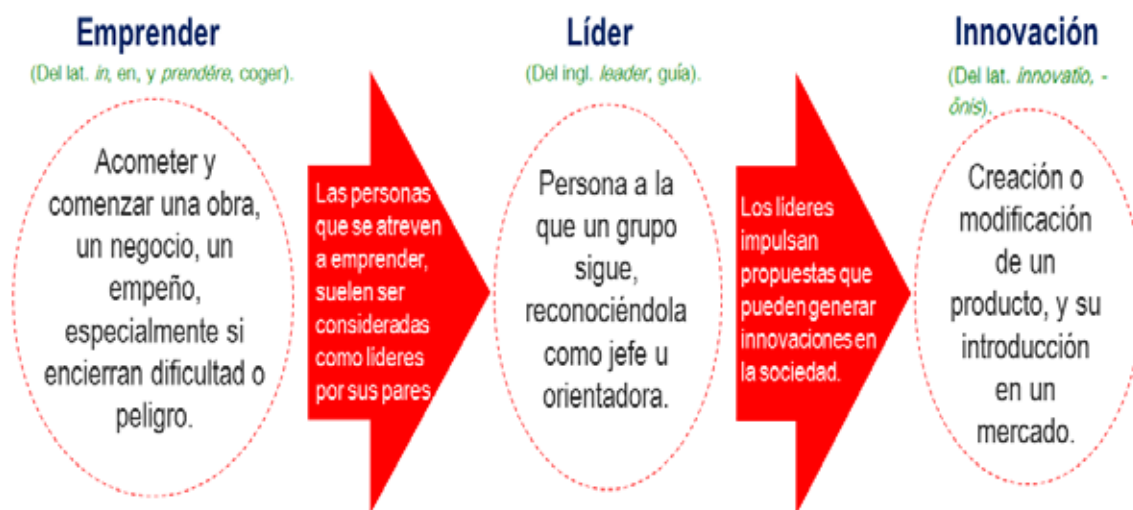 Emprender
(Del lat. in, en, y prendĕre, coger).
Acometer y
comenzar una obra,
un negocio, un
empeño,
especialmente si
encierran dificultad o
peligro.
Las personas
que se atreven
a emprender,
suelen ser
consideradas
como lideres
por sus pares
Líder
(Del ingl. leader, guía).
Persona a la
que un grupo
sigue,
reconociéndola
como jefe u
orientadora.
Los lideres
impulsan
propuestas que
pueden generar
innovaciones en
la sociedad.
Innovación
(Del lat. innovatĭo, -
ōnis).
Creación o
modificación
de un
producto, y su
introducción
en un
mercado.